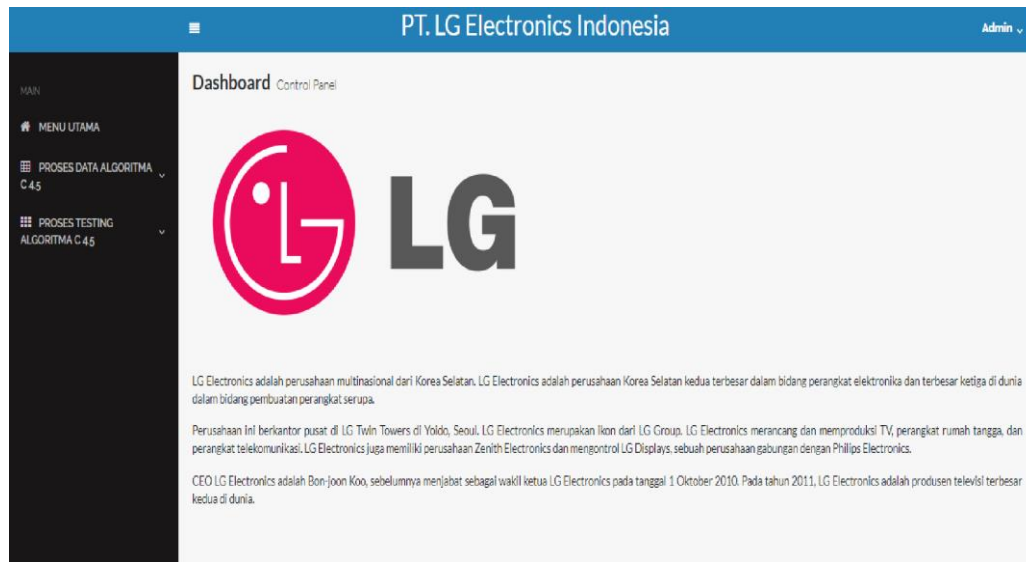 PT. LG Electronics Indonesia
Admin
MAIN
MENU UTAMA
PROSES DATA ALGORITMA
C 4.5
PROSES TESTING
ALGORITMA C 4.5
Dashboard Control Panel
LG
LG Electronics adalah perusahaan multinasional dari Korea Selatan. LG Electronics adalah perusahaan Korea Selatan kedua terbesar dalam bidang perangkat elektronika dan terbesar ketiga di dunia
dalam bidang pembuatan perangkat serupa.
Perusahaan ini berkantor pusat di LG Twin Towers di Yoido, Seoul. LG Electronics merupakan ikon dari LG Group. LG Electronics merancang dan memproduksi TV, perangkat rumah tangga, dan
perangkat telekomunikasi. LG Electronics juga memiliki perusahaan Zenith Electronics dan mengontrol LG Displays, sebuah perusahaan gabungan dengan Philips Electronics.
CEO LG Electronics adalah Bon-joon Koo, sebelumnya menjabat sebagai wakil ketua LG Electronics pada tanggal 1 Oktober 2010. Pada tahun 2011, LG Electronics adalah produsen televisi terbesar
kedua di dunia.